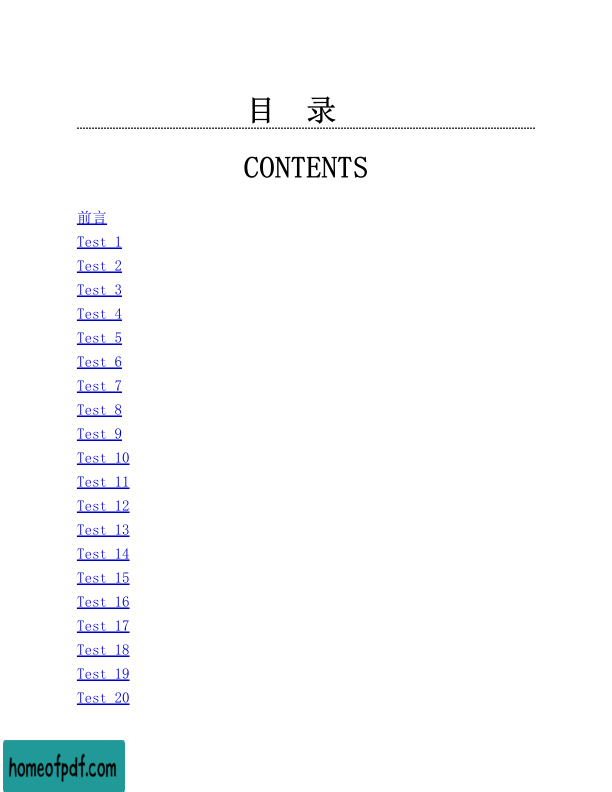 目 录
CONTENTS
前言
Test 1
Test 2
Test 3
Test 4
Test 5
Test 6
Test 7
Test 8
Test 9
Test 10
Test 11
Test 12
Test 13
Test 14
Test 15
Test 16
Test 17
Test 18
Test 19
Test 20
homeofpdf.com